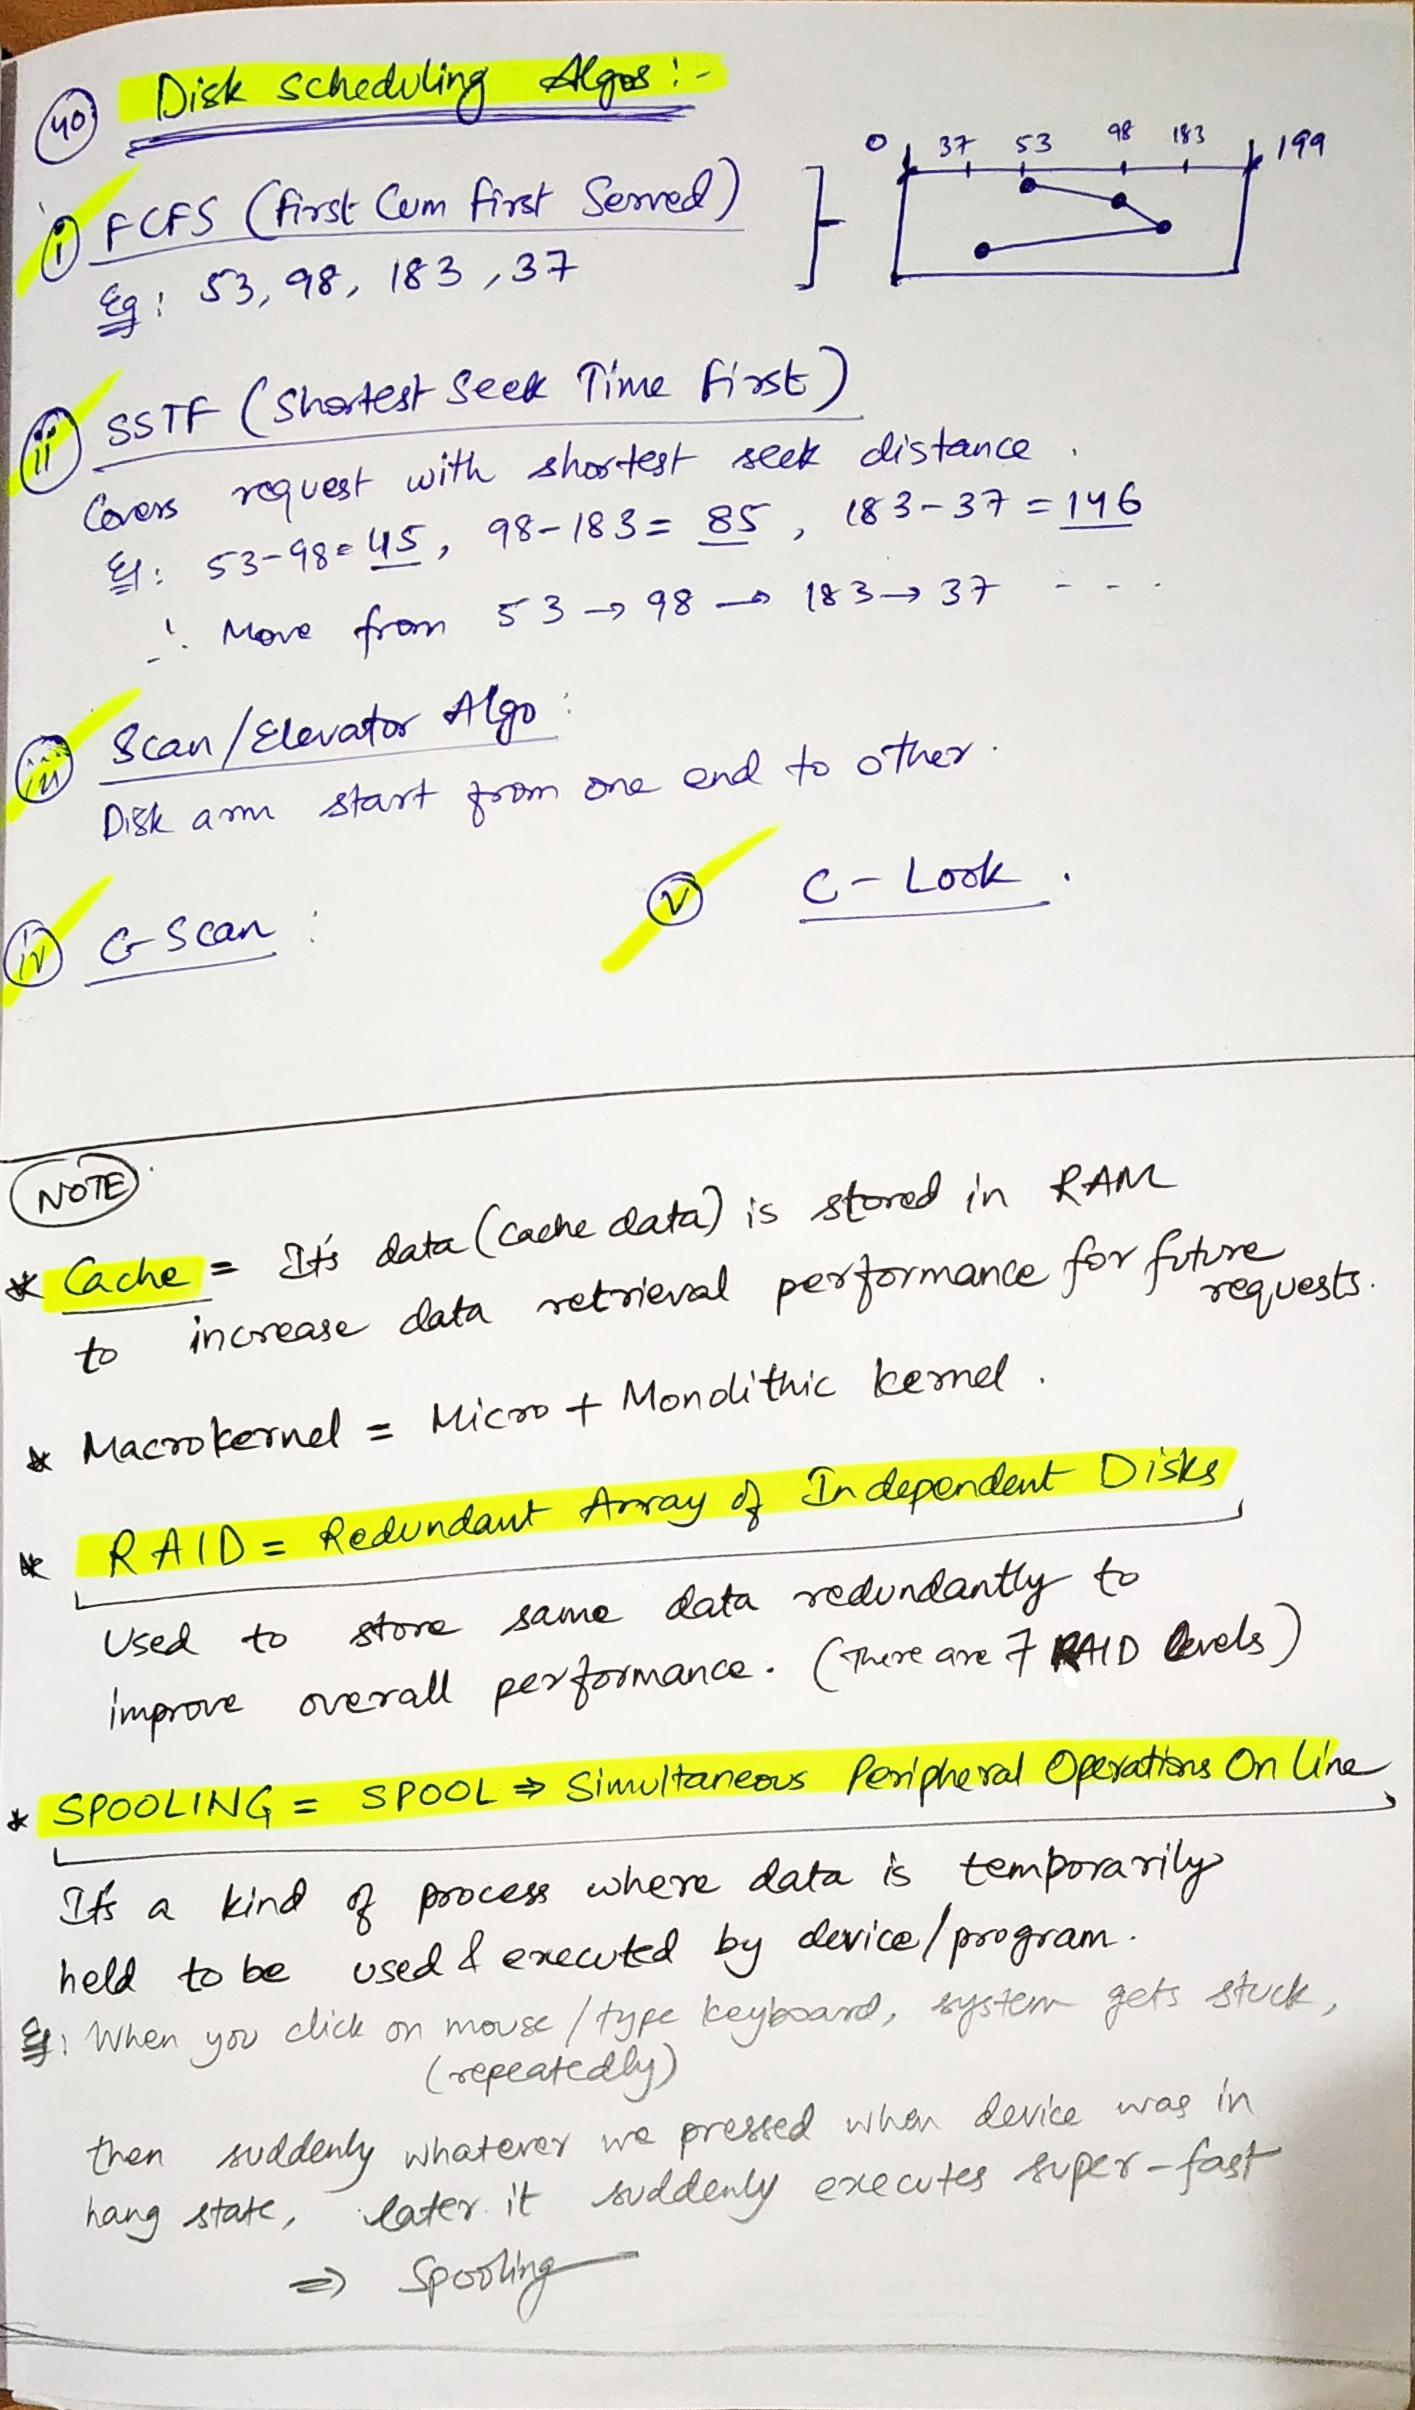 40 Disk scheduling Algos :-
i FCFS (First Cum First Served)
Eg: 53, 98, 183, 37
0 37 53 98 183 199
ii SSTF (Shortest Seek Time First)
Covers request with shortest seek distance.
Eg: 53-98=45, 98-183=85, 183-37=146
∴ Move from 53 → 98 → 183 → 37 - - -
iii Scan/Elevator Algo:
Disk arm start from one end to other.
iv C-Scan:
v C-Look.
NOTE
* Cache = It's data (cache data) is stored in RAM
to increase data retrieval performance for future
requests.
* Macrokernel = Micro + Monolithic kernel.
* RAID = Redundant Array of Independent Disks
Used to store same data redundantly to
improve overall performance. (There are 7 RAID levels)
* SPOOLING = SPOOL ⇒ Simultaneous Peripheral Operations On line
It's a kind of process where data is temporarily
held to be used & executed by device/program.
Eg: When you click on mouse/type keyboard, system gets stuck,
(repeatedly)
then suddenly whatever we pressed when device was in
hang state, later it suddenly executes super-fast
⇒ Spooling